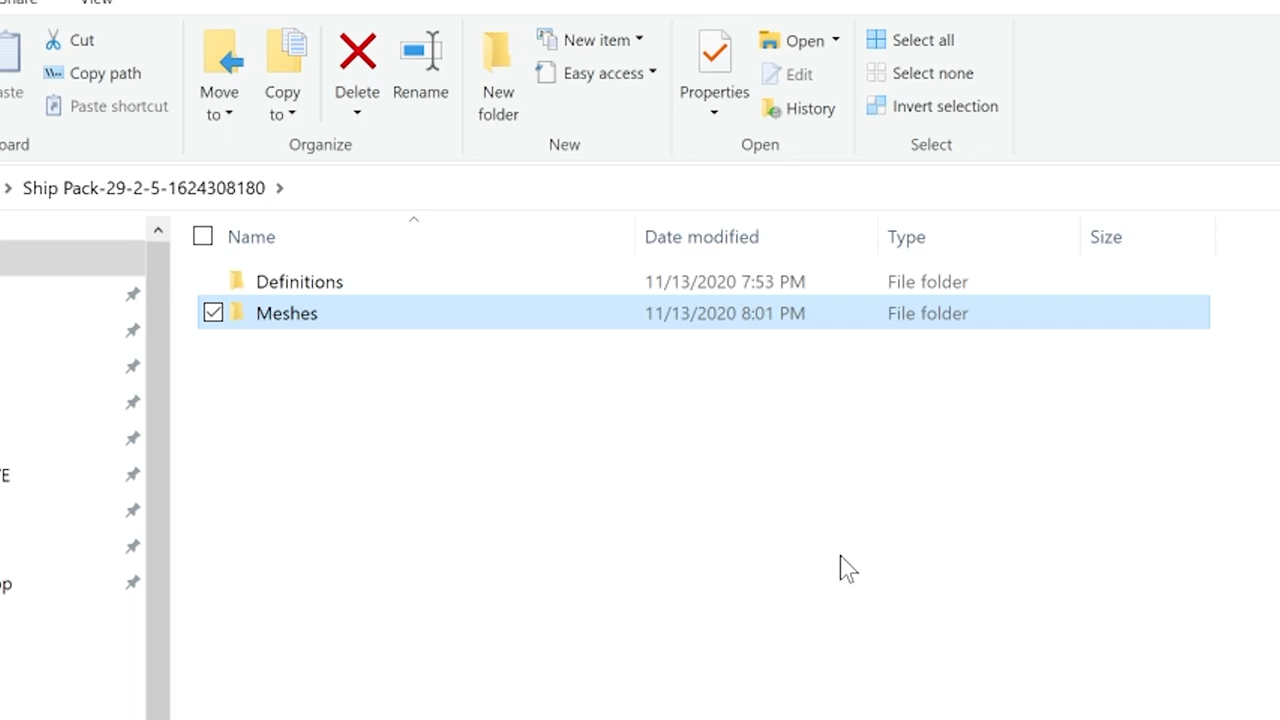 View
Cut
Copy path
Paste shortcut
Move to
Copy to
Delete
Rename
Organize
New folder
New item
Easy access
New
Properties
Open
Edit
History
Open
Select all
Select none
Invert selection
Select
Ship Pack-29-2-5-1624308180
Name Date modified Type Size
Definitions 11/13/2020 7:53 PM File folder
Meshes 11/13/2020 8:01 PM File folder